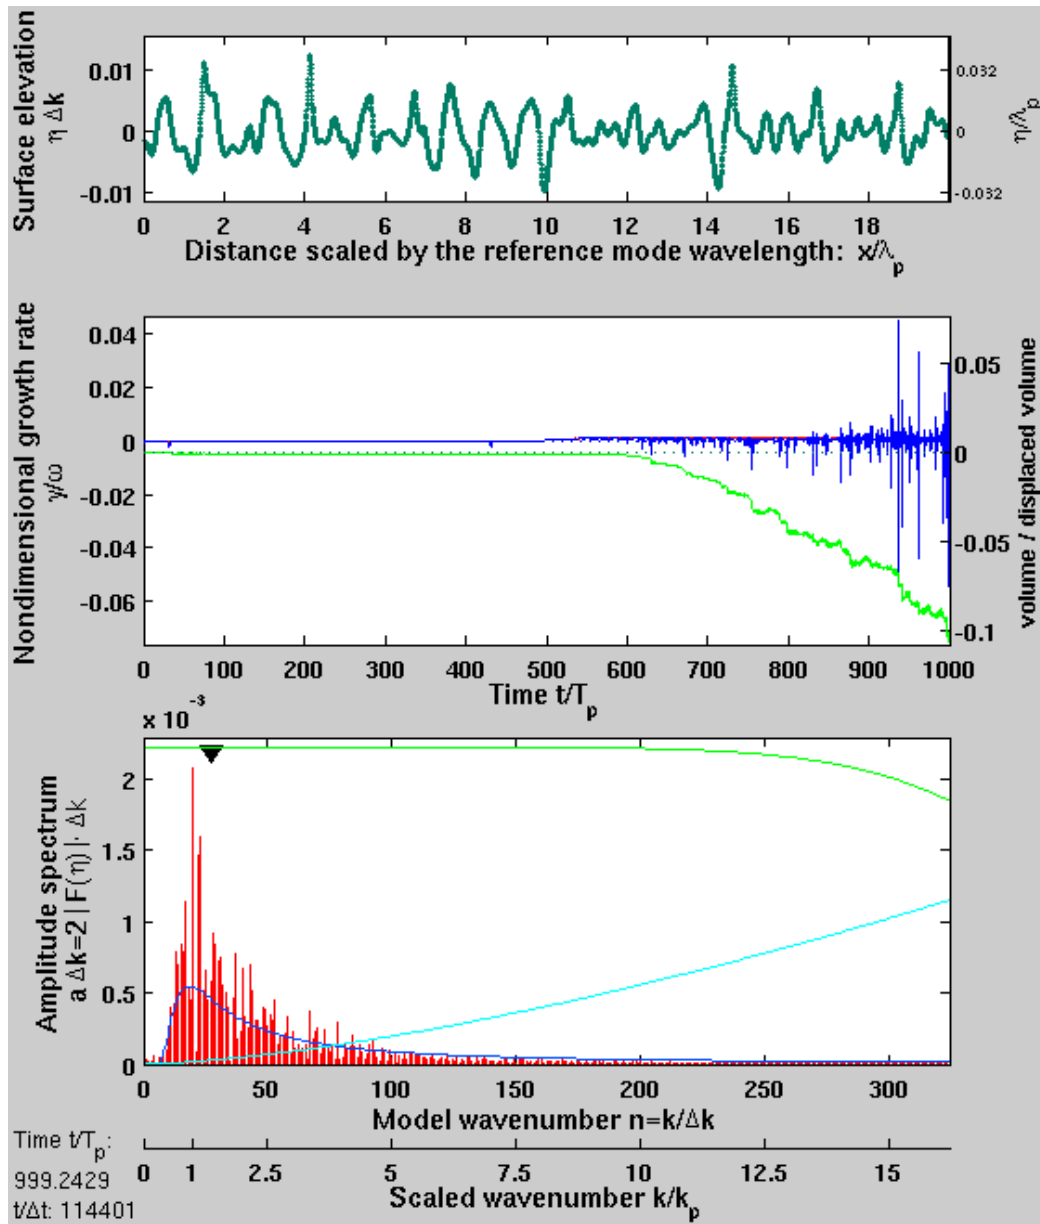 Surface elevation
η Δk
0.01
0
-0.01
0.032
0
-0.032
η/λp
0 2 4 6 8 10 12 14 16 18
Distance scaled by the reference mode wavelength: x/λp
Nondimensional growth rate
γ/ω
0.04
0.02
0
-0.02
-0.04
-0.06
0.05
0
-0.05
-0.1
volume / displaced volume
0 100 200 300 400 500 600 700 800 900 1000
Time t/Tp
x 10⁻³
Amplitude spectrum
a Δk=2 | F(η) |· Δk
2
1.5
1
0.5
0
0 50 100 150 200 250 300
Model wavenumber n=k/Δk
0 1 2.5 5 7.5 10 12.5 15
Scaled wavenumber k/kp
Time t/Tp:
999.2429
t/Δt: 114401